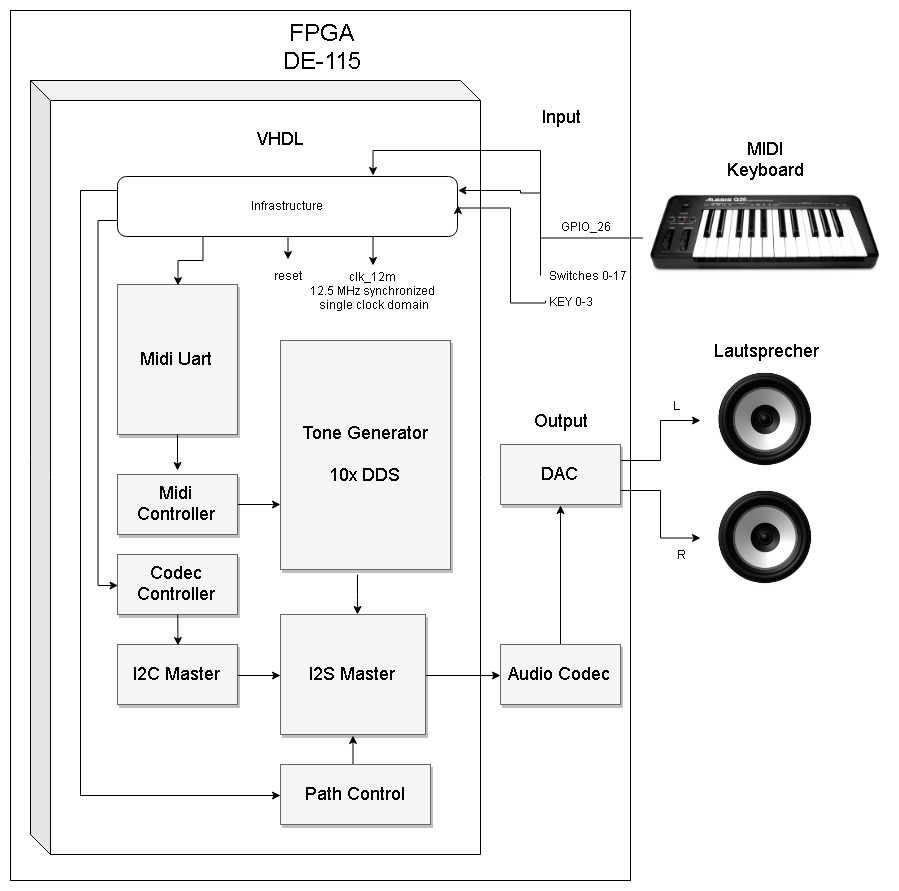 FPGA
DE-115
VHDL
Input
MIDI
Keyboard
Infrastructure
ALESIS Q25
GPIO_26
reset
clk_12m
12.5 MHz synchronized
single clock domain
Switches 0-17
KEY 0-3
Midi Uart
Lautsprecher
Tone Generator
10x DDS
L
Output
DAC
Midi
Controller
R
Codec
Controller
I2C Master
I2S Master
Audio Codec
Path Control